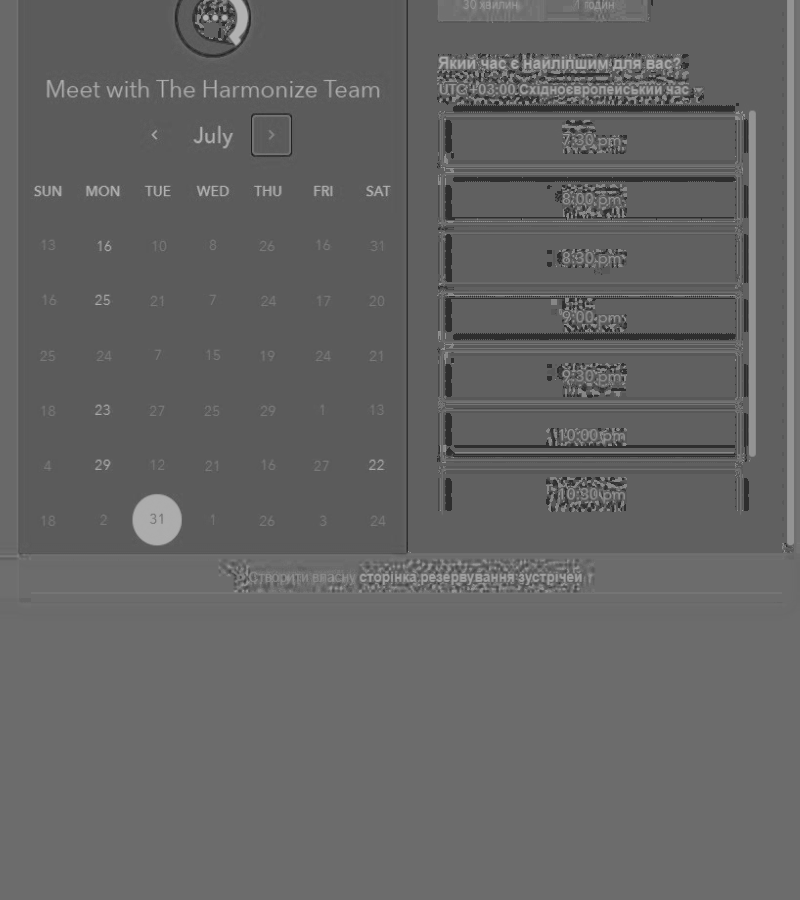 30 хвилин 1 годин
Meet with The Harmonize Team
July
SUN MON TUE WED THU FRI SAT
13 16 10 8 26 16 31
16 25 21 7 24 17 20
25 24 7 15 19 24 21
18 23 27 25 29 1 13
4 29 12 21 16 27 22
18 2 31 1 26 3 24
Який час є найліпшим для вас?
UTC +03:00 Східноєвропейський час
7:30 pm
8:00 pm
8:30 pm
9:00 pm
9:30 pm
10:00 pm
10:30 pm
Створити власну сторінка резервування зустрічей